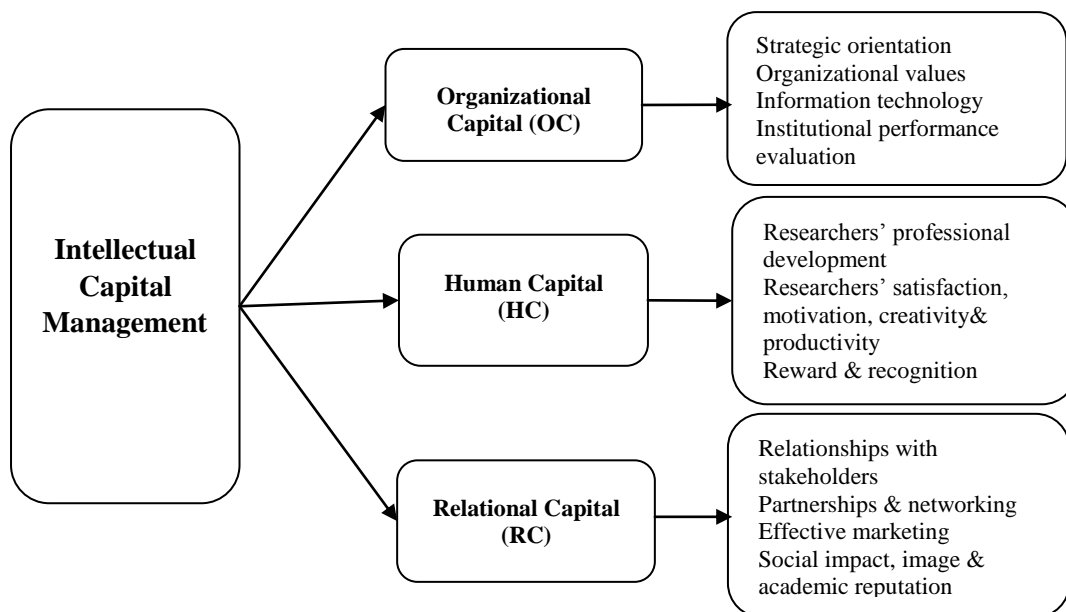 Intellectual
Capital
Management
Organizational
Capital (OC)
Strategic orientation
Organizational values
Information technology
Institutional performance
evaluation
Human Capital
(HC)
Researchers’ professional
development
Researchers’ satisfaction,
motivation, creativity&
productivity
Reward & recognition
Relational Capital
(RC)
Relationships with
stakeholders
Partnerships & networking
Effective marketing
Social impact, image &
academic reputation